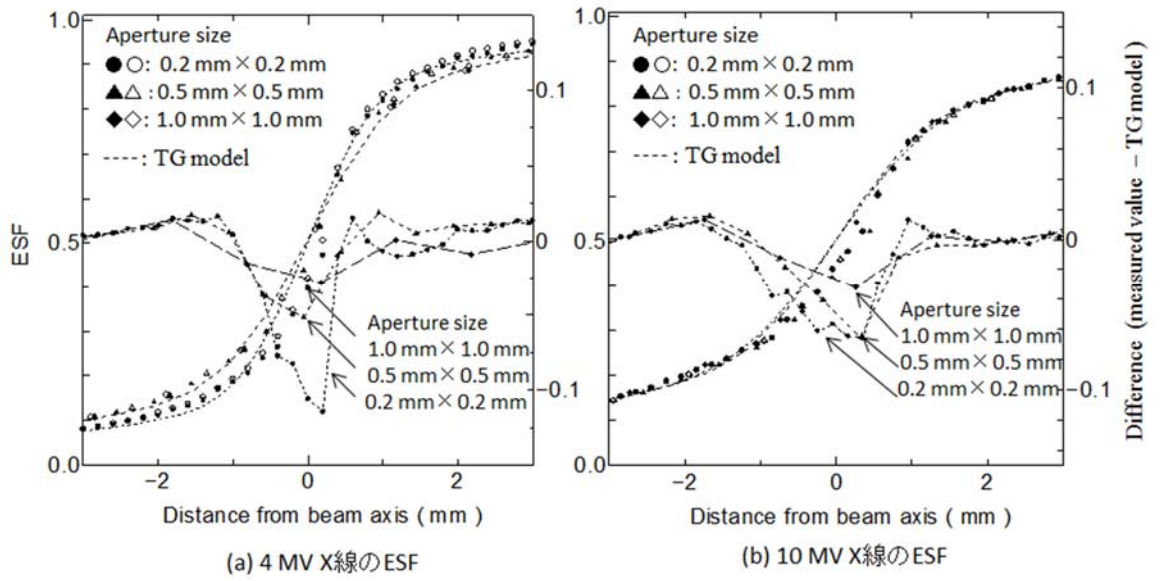 1.0
Aperture size
●○: 0.2 mm×0.2 mm
▲△: 0.5 mm×0.5 mm
◆◇: 1.0 mm×1.0 mm
-----: TG model
0.1
ESF
0.5
0
Aperture size
1.0 mm×1.0 mm
0.5 mm×0.5 mm
0.2 mm×0.2 mm
−0.1
0.0
−2
0
2
Distance from beam axis ( mm )
(a) 4 MV X線のESF
1.0
Aperture size
●○: 0.2 mm×0.2 mm
▲△: 0.5 mm×0.5 mm
◆◇: 1.0 mm×1.0 mm
-----: TG model
0.1
0.5
0
Aperture size
1.0 mm×1.0 mm
0.5 mm×0.5 mm
0.2 mm×0.2 mm
−0.1
0.0
−2
0
2
Distance from beam axis ( mm )
Difference (measured value − TG model)
(b) 10 MV X線のESF